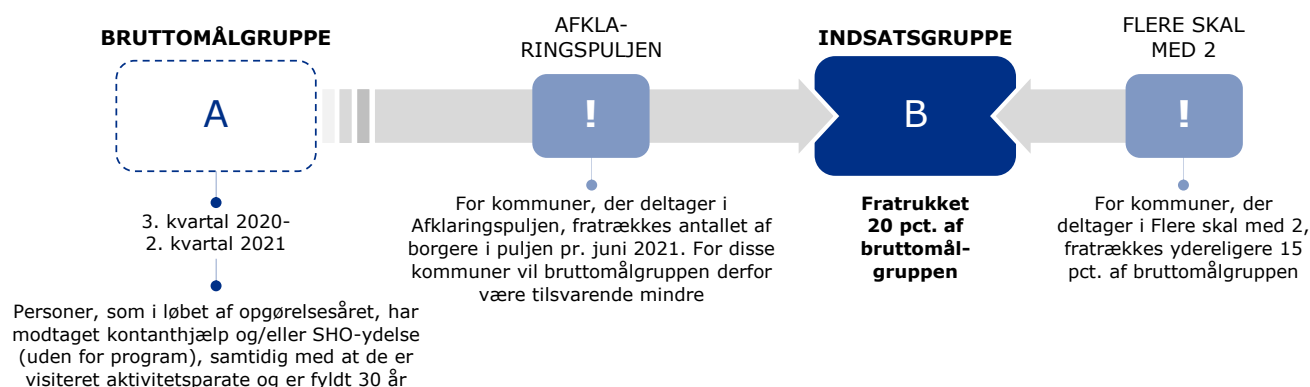 BRUTTOMÅLGRUPPE
A
3. kvartal 2020-
2. kvartal 2021
Personer, som i løbet af opgørelsesåret, har
modtaget kontanthjælp og/eller SHO-ydelse
(uden for program), samtidig med at de er
visiteret aktivitetsparate og er fyldt 30 år
AFKLA-
RINGSPULJEN
!
For kommuner, der deltager i
Afklaringspuljen, fratrækkes antallet af
borgere i puljen pr. juni 2021. For disse
kommuner vil bruttomålgruppen derfor
være tilsvarende mindre
INDSATSGRUPPE
B
Fratrukket
20 pct. af
bruttomål-
gruppen
FLERE SKAL
MED 2
!
For kommuner, der
deltager i Flere skal med 2,
fratrækkes ydereligere 15
pct. af bruttomålgruppen